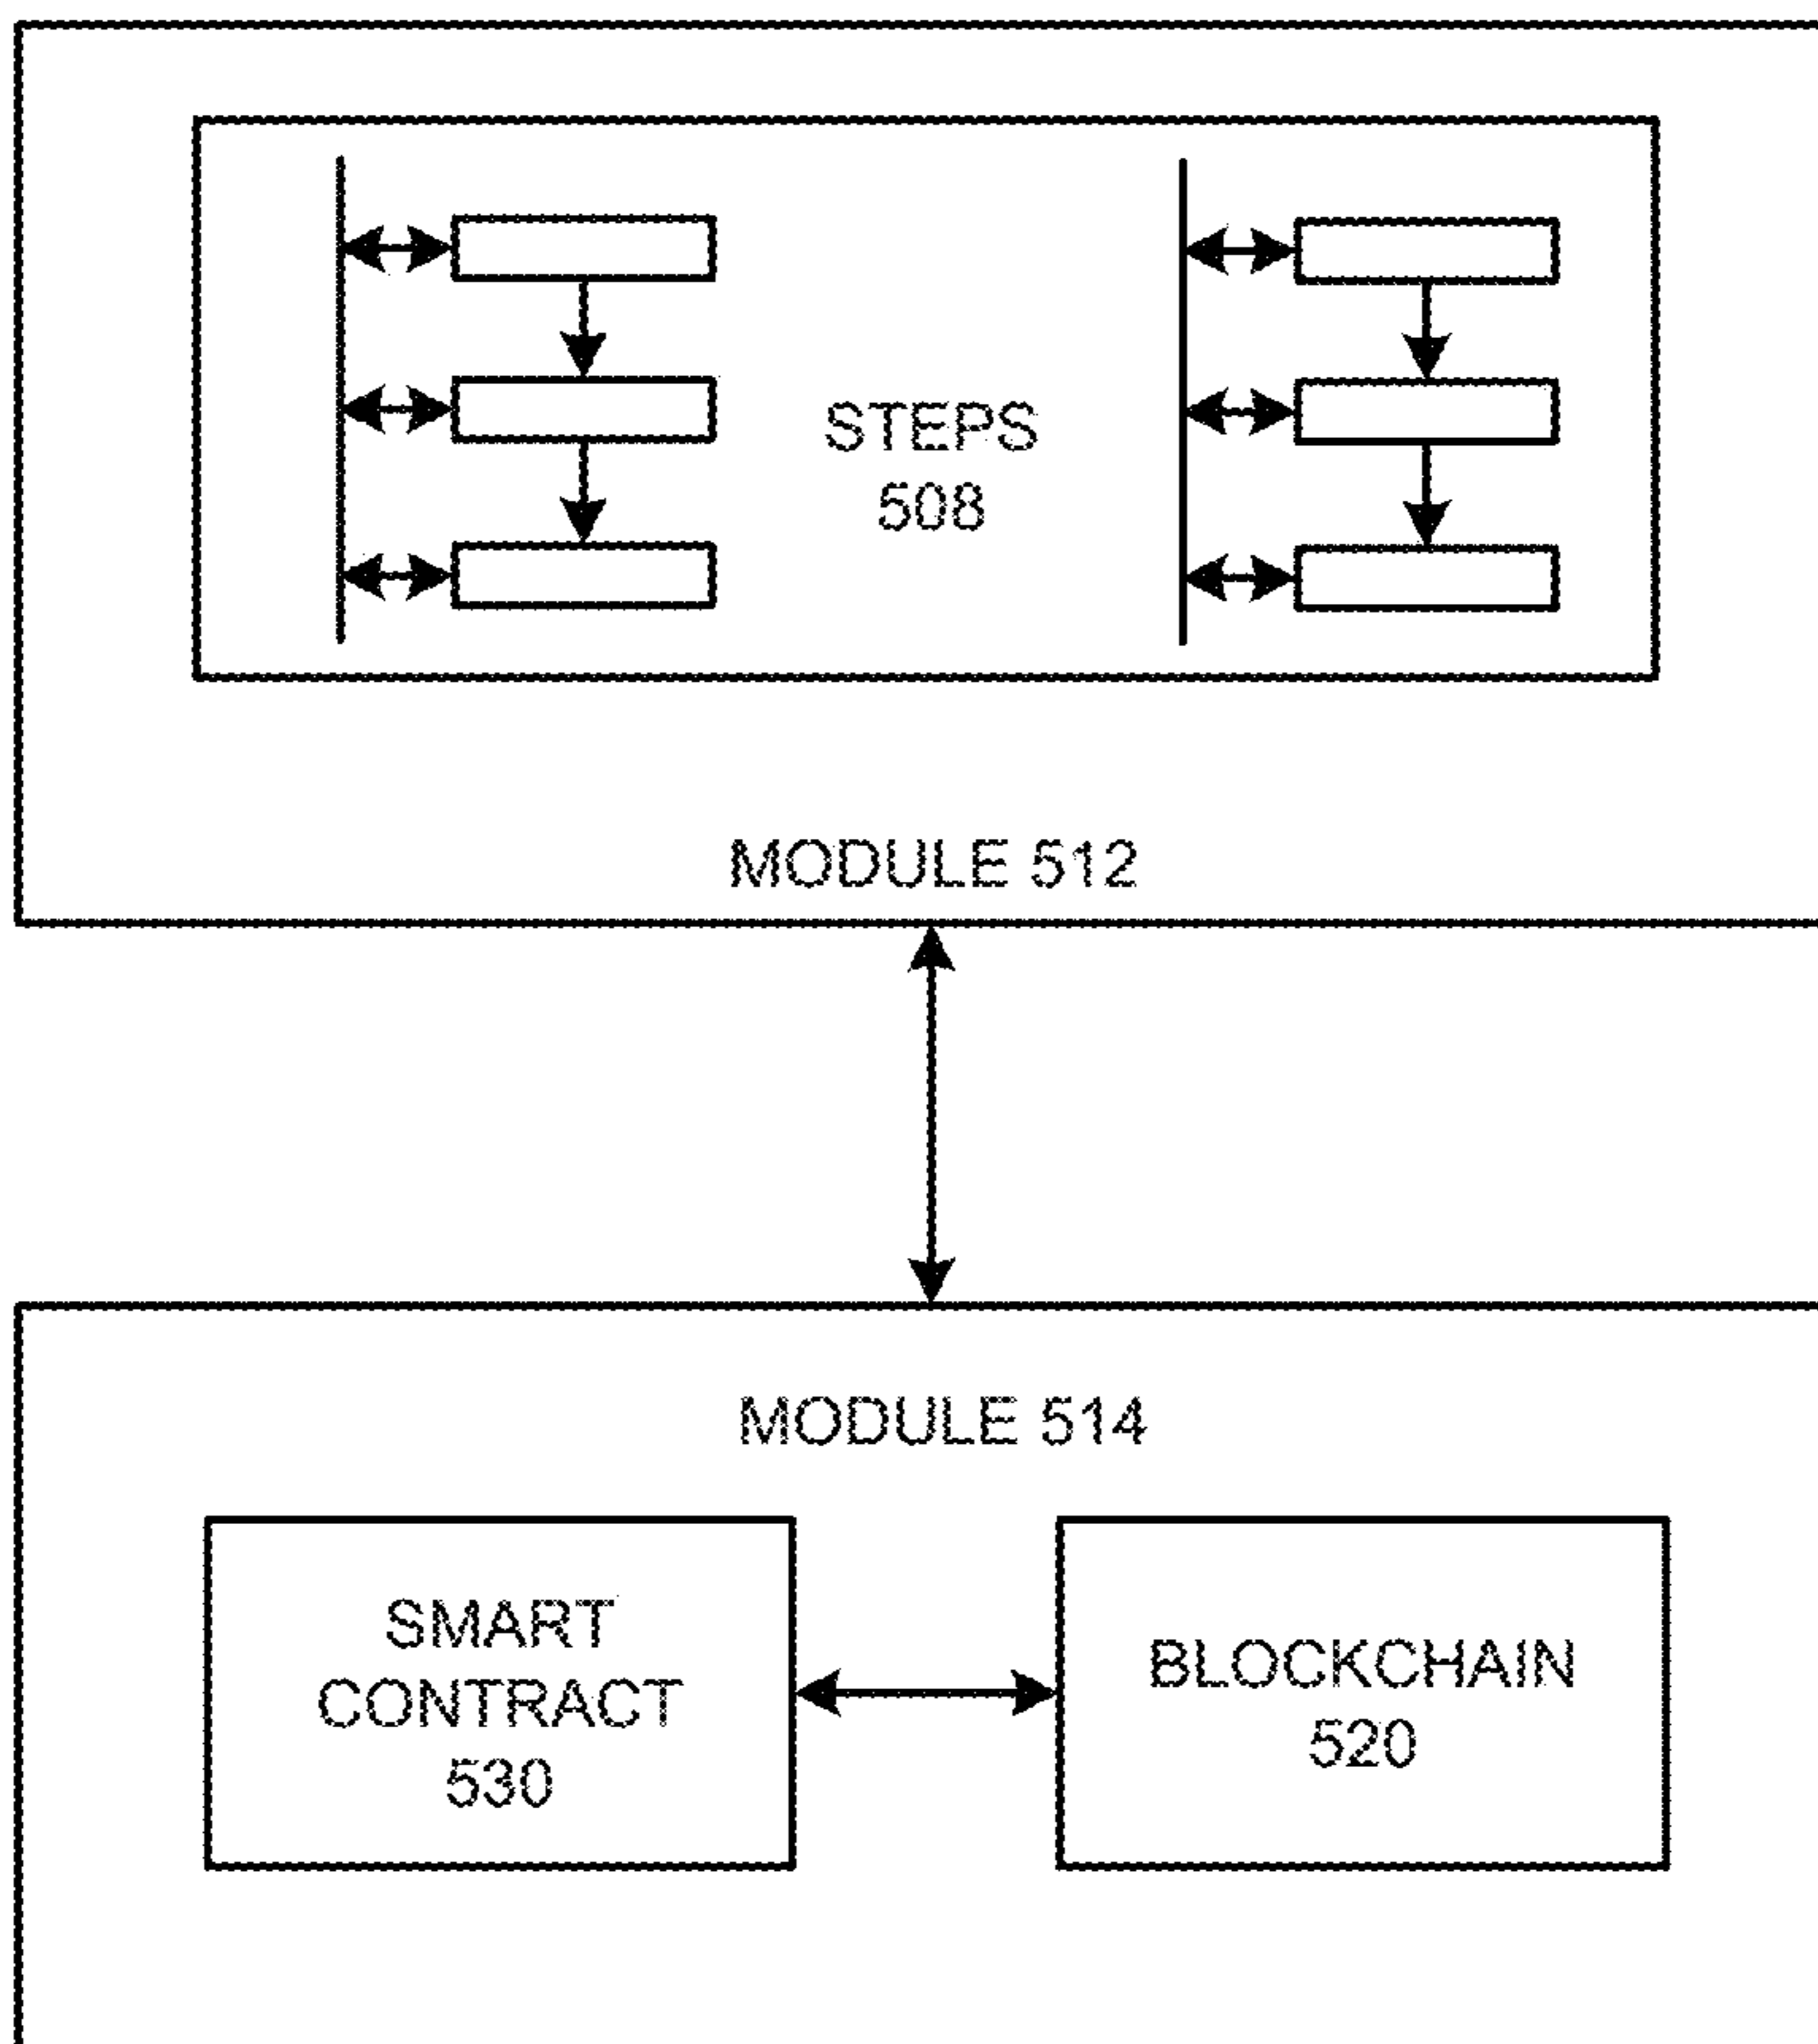 STEPS
508
MODULE 512
MODULE 514
SMART
CONTRACT
530
BLOCKCHAIN
520